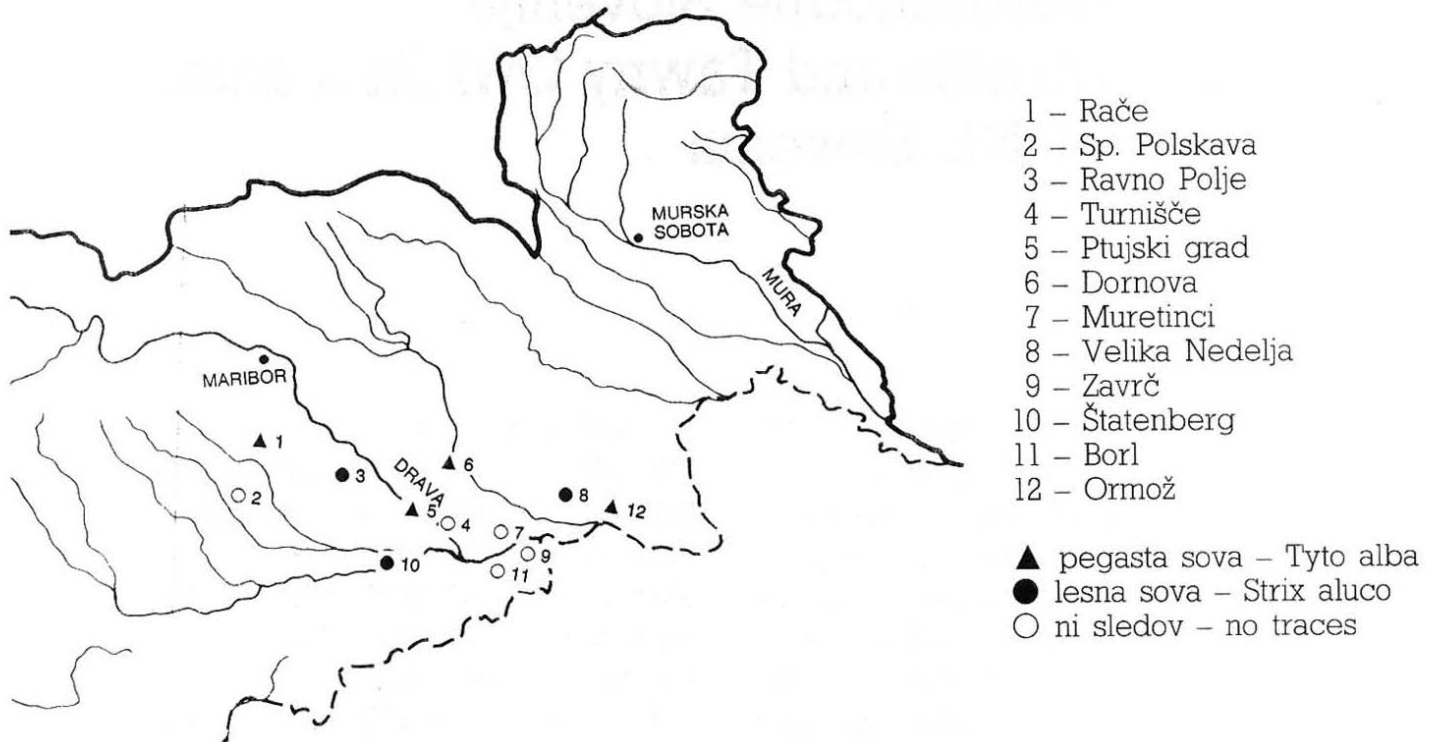 MURSKA
SOBOTA
MURA
MARIBOR
1
3
DRAVA
6
2
5
4
8
12
7
9
10
11
1 – Rače
2 – Sp. Polskava
3 – Ravno Polje
4 – Turnišče
5 – Ptujski grad
6 – Dornova
7 – Muretinci
8 – Velika Nedelja
9 – Zavrč
10 – Štatenberg
11 – Borl
12 – Ormož
▲ pegasta sova – Tyto alba
● lesna sova – Strix aluco
○ ni sledov – no traces